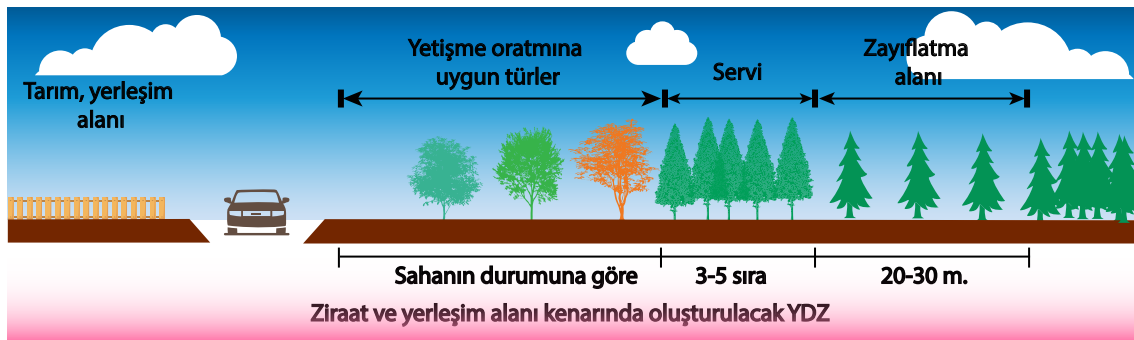 Tarım, yerleşim
alanı
Yetişme oratmına
uygun türler
Servi
Zayıflatma
alanı
Sahanın durumuna göre
3-5 sıra
20-30 m.
Ziraat ve yerleşim alanı kenarında oluşturulacak YDZ